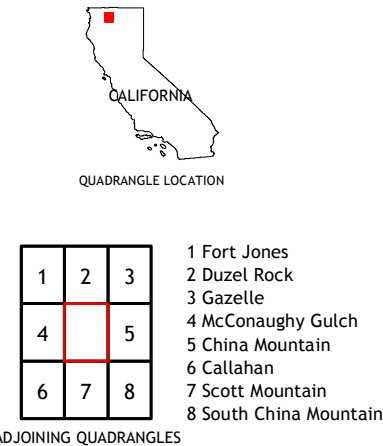 CALIFORNIA
QUADRANGLE LOCATION
1 2 3
4 5
6 7 8
1 Fort Jones
2 Duzel Rock
3 Gazelle
4 McConaughy Gulch
5 China Mountain
6 Callahan
7 Scott Mountain
8 South China Mountain
ADJOINING QUADRANGLES